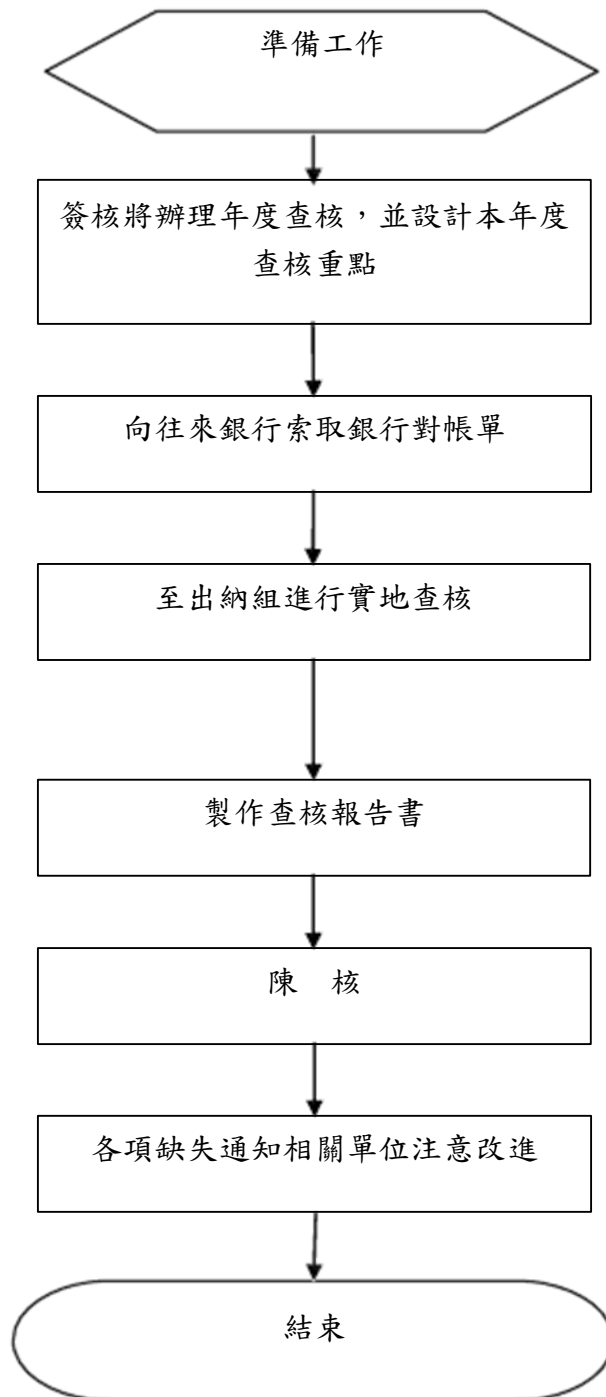 準備工作
簽核將辦理年度查核，並設計本年度
查核重點
向往來銀行索取銀行對帳單
至出納組進行實地查核
製作查核報告書
陳　核
各項缺失通知相關單位注意改進
結束